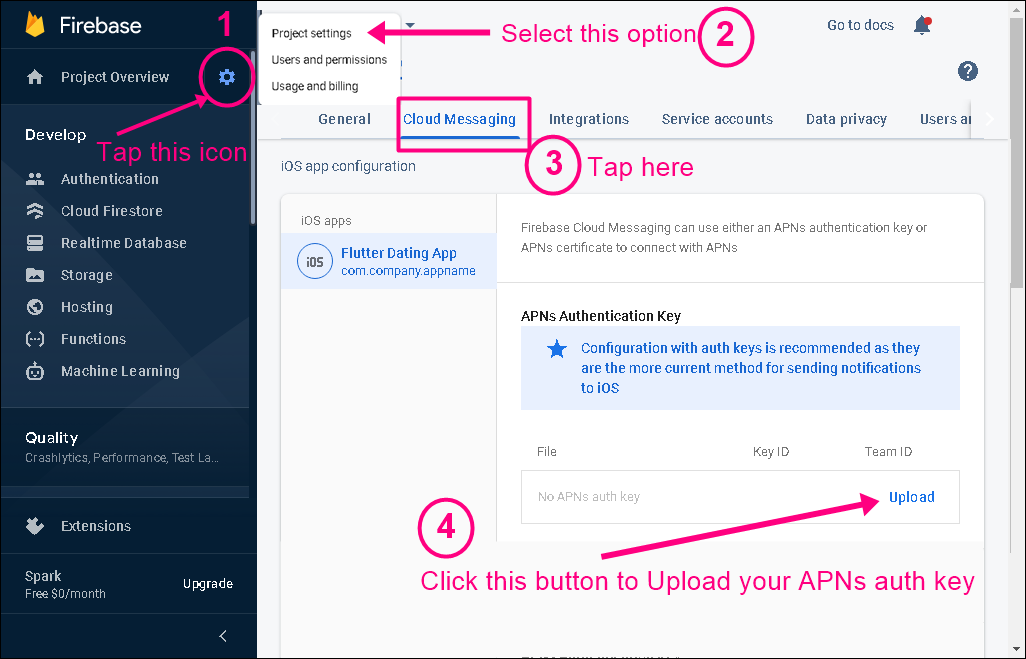 Firebase
1
Project Overview
Tap this icon
Develop
Authentication
Cloud Firestore
Realtime Database
Storage
Hosting
Functions
Machine Learning
Quality
Crashlytics, Performance, Test La...
Extensions
Spark
Free $0/month
Upgrade
Project settings
Users and permissions
Usage and billing
Select this option
2
Go to docs
?
General
Cloud Messaging
Integrations
Service accounts
Data privacy
Users an
3
Tap here
iOS app configuration
iOS apps
iOS
Flutter Dating App
com.company.appname
Firebase Cloud Messaging can use either an APNs authentication key or
APNs certificate to connect with APNs
APNs Authentication Key
Configuration with auth keys is recommended as they
are the more current method for sending notifications
to iOS
File
Key ID
Team ID
No APNs auth key
Upload
4
Click this button to Upload your APNs auth key